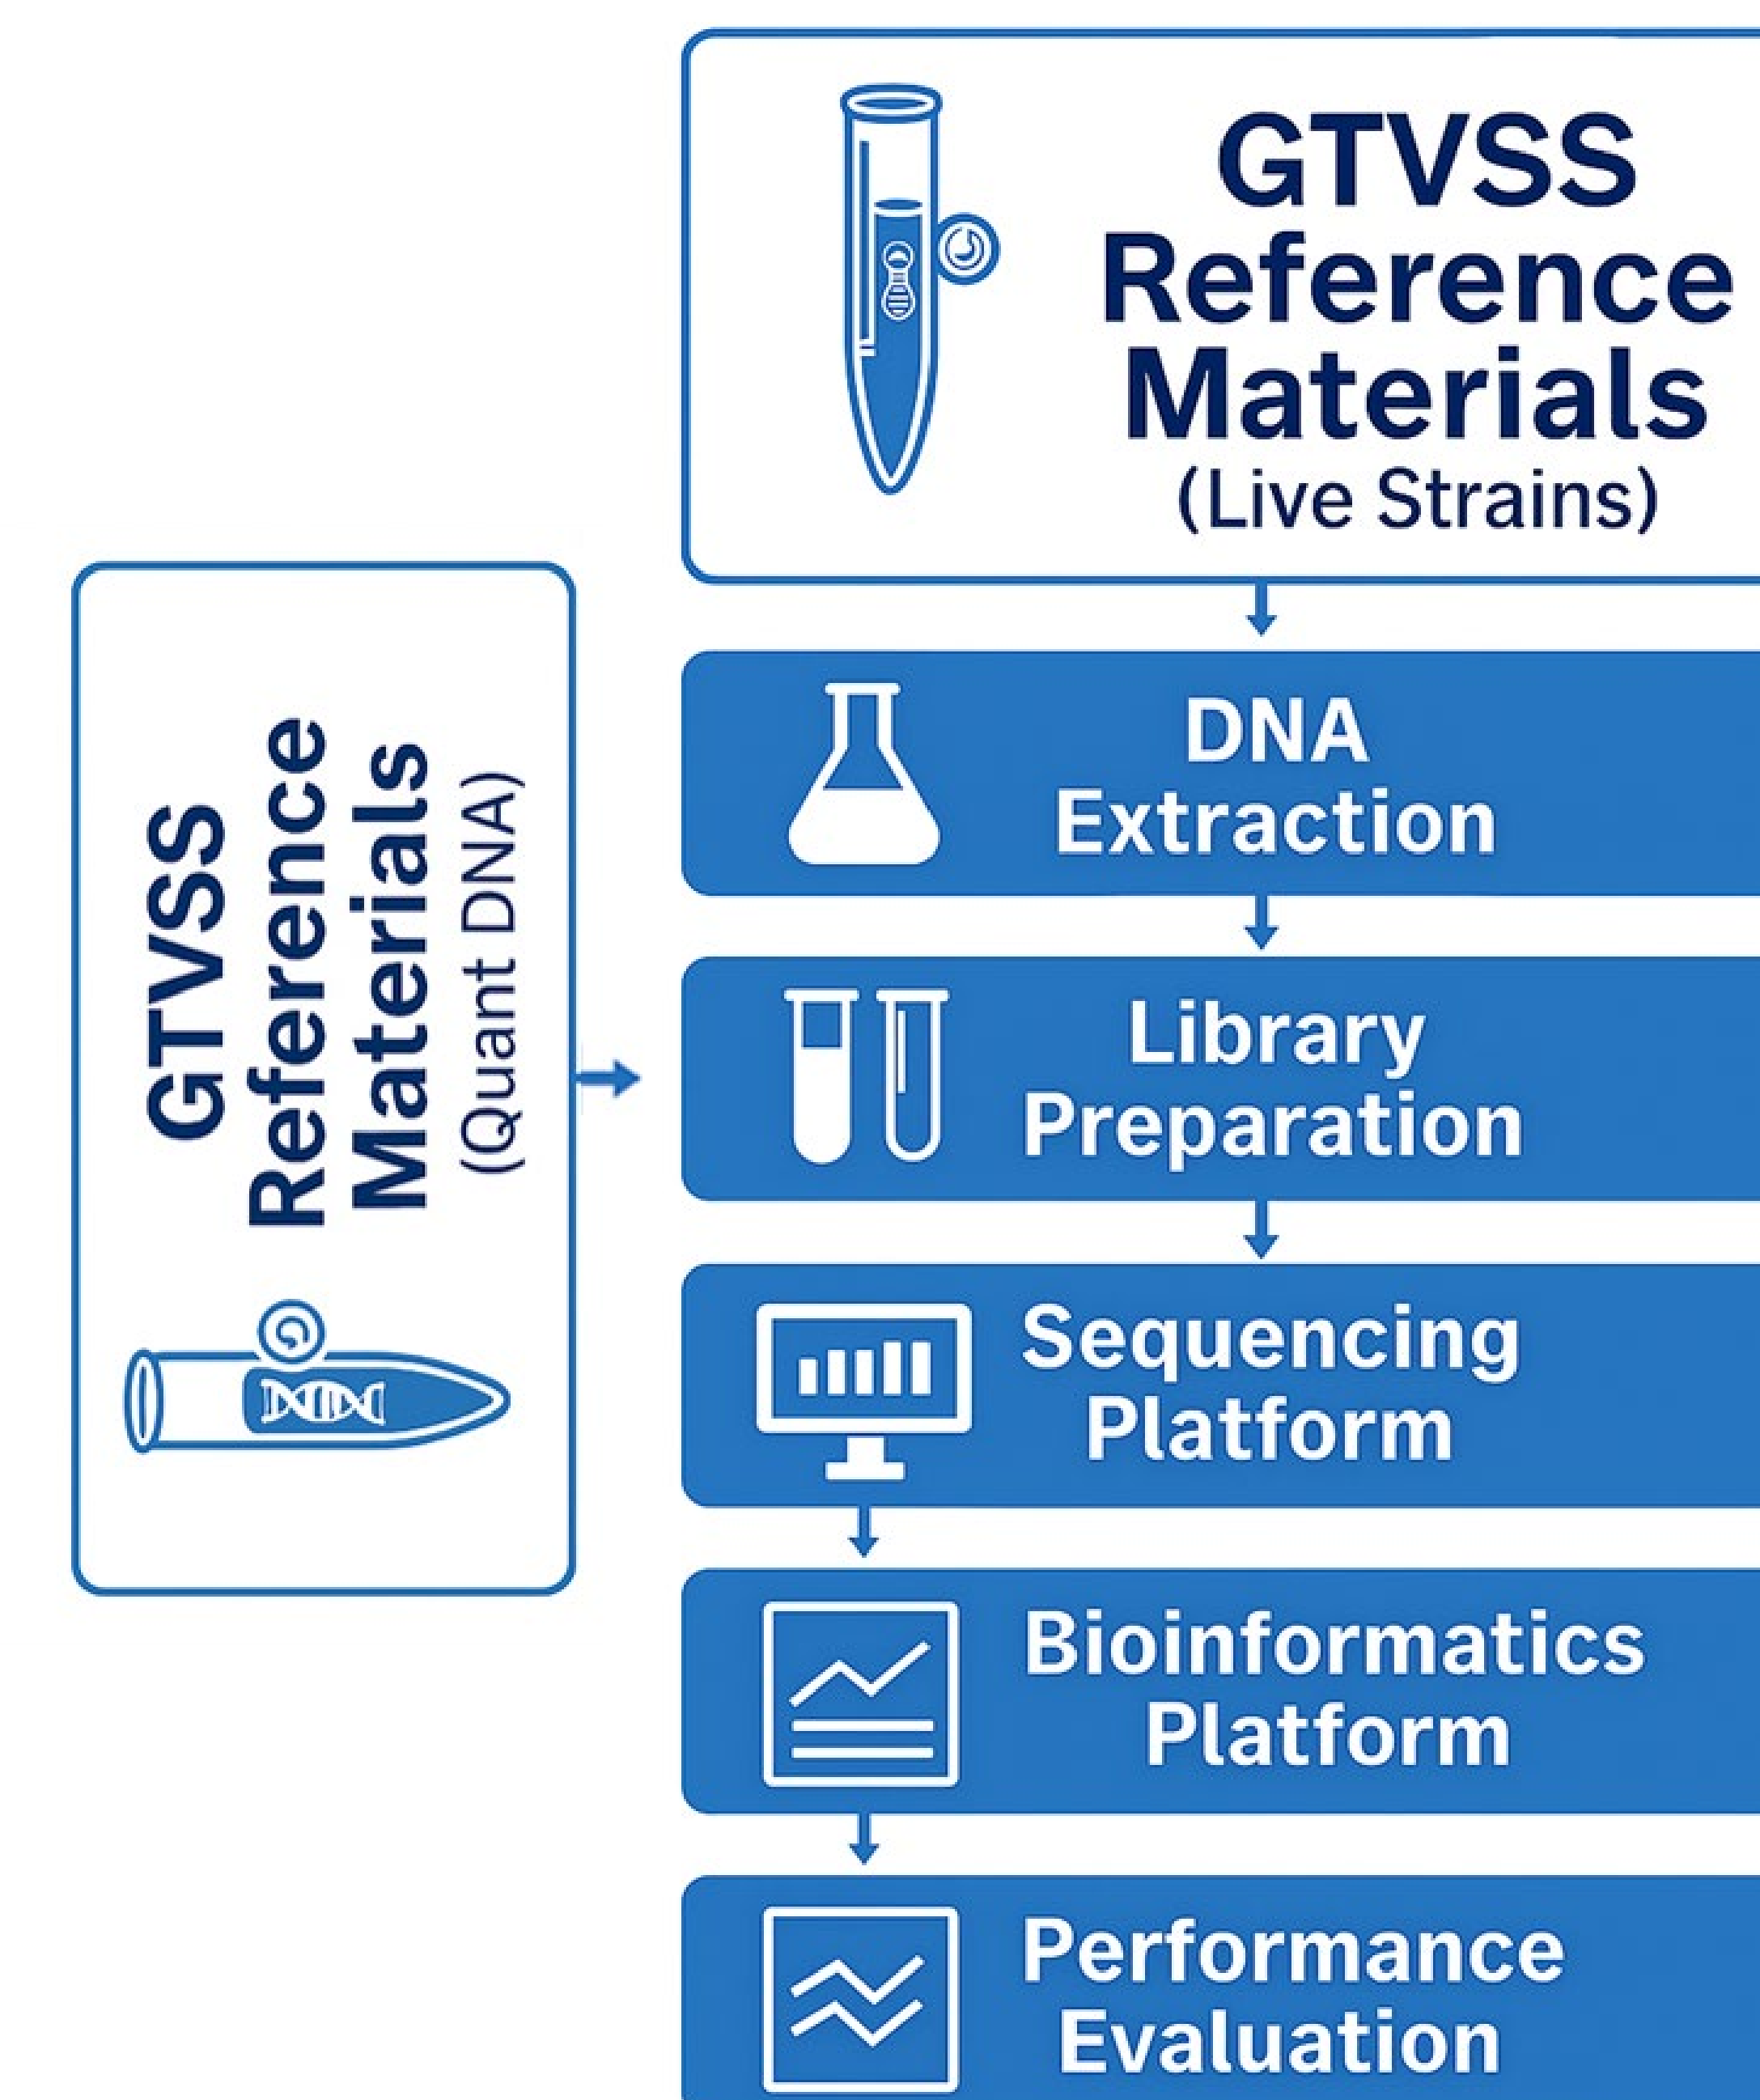 GTVSS
Reference
Materials
(Live Strains)
GTVSS
Reference
Materials
(Quant DNA)
DNA
Extraction
Library
Preparation
Sequencing
Platform
Bioinformatics
Platform
Performance
Evaluation